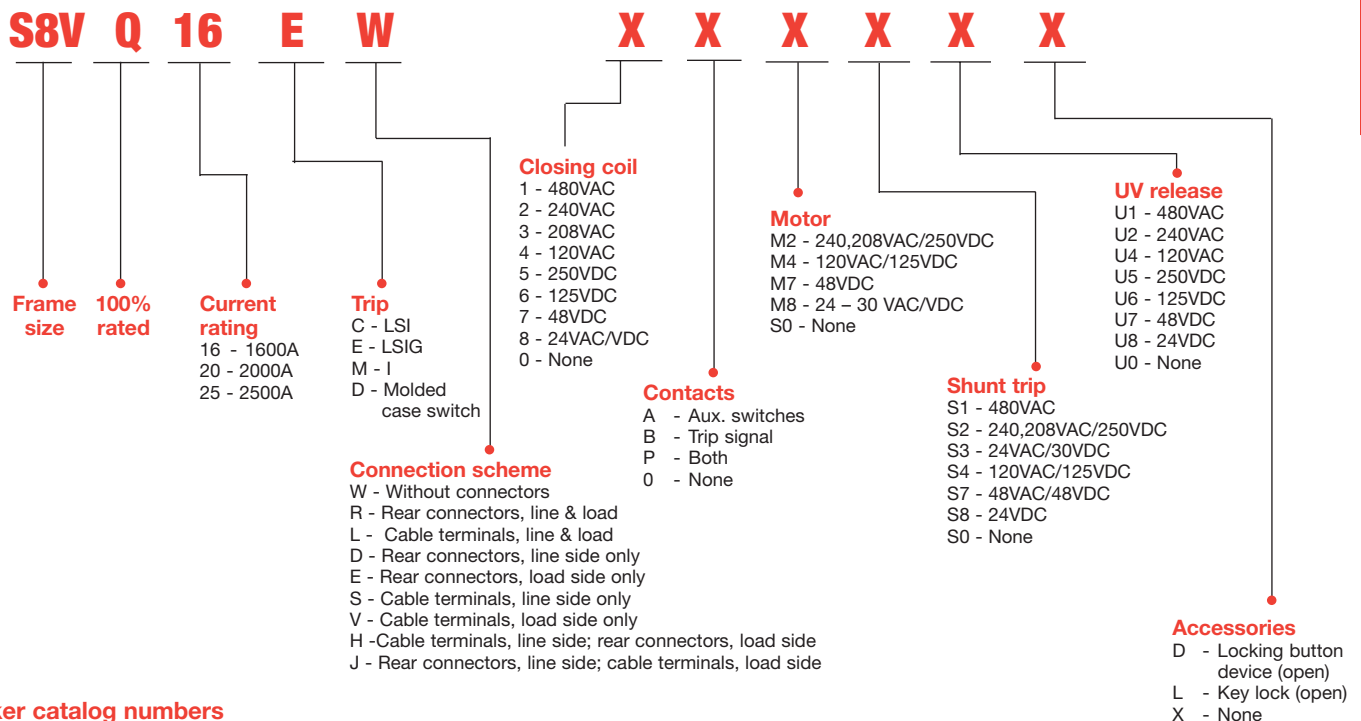 S8V Q 16 E W X X X X X X
Frame
size
100%
rated
Current
rating
16 - 1600A
20 - 2000A
25 - 2500A
Trip
C - LSI
E - LSIG
M - I
D - Molded
case switch
Connection scheme
W - Without connectors
R - Rear connectors, line & load
L - Cable terminals, line & load
D - Rear connectors, line side only
E - Rear connectors, load side only
S - Cable terminals, line side only
V - Cable terminals, load side only
H -Cable terminals, line side; rear connectors, load side
J - Rear connectors, line side; cable terminals, load side
Closing coil
1 - 480VAC
2 - 240VAC
3 - 208VAC
4 - 120VAC
5 - 250VDC
6 - 125VDC
7 - 48VDC
8 - 24VAC/VDC
0 - None
Contacts
A - Aux. switches
B - Trip signal
P - Both
0 - None
Motor
M2 - 240,208VAC/250VDC
M4 - 120VAC/125VDC
M7 - 48VDC
M8 - 24 – 30 VAC/VDC
S0 - None
Shunt trip
S1 - 480VAC
S2 - 240,208VAC/250VDC
S3 - 24VAC/30VDC
S4 - 120VAC/125VDC
S7 - 48VAC/48VDC
S8 - 24VDC
S0 - None
UV release
U1 - 480VAC
U2 - 240VAC
U4 - 120VAC
U5 - 250VDC
U6 - 125VDC
U7 - 48VDC
U8 - 24VDC
U0 - None
Accessories
D - Locking button
device (open)
L - Key lock (open)
X - None
ker catalog numbers